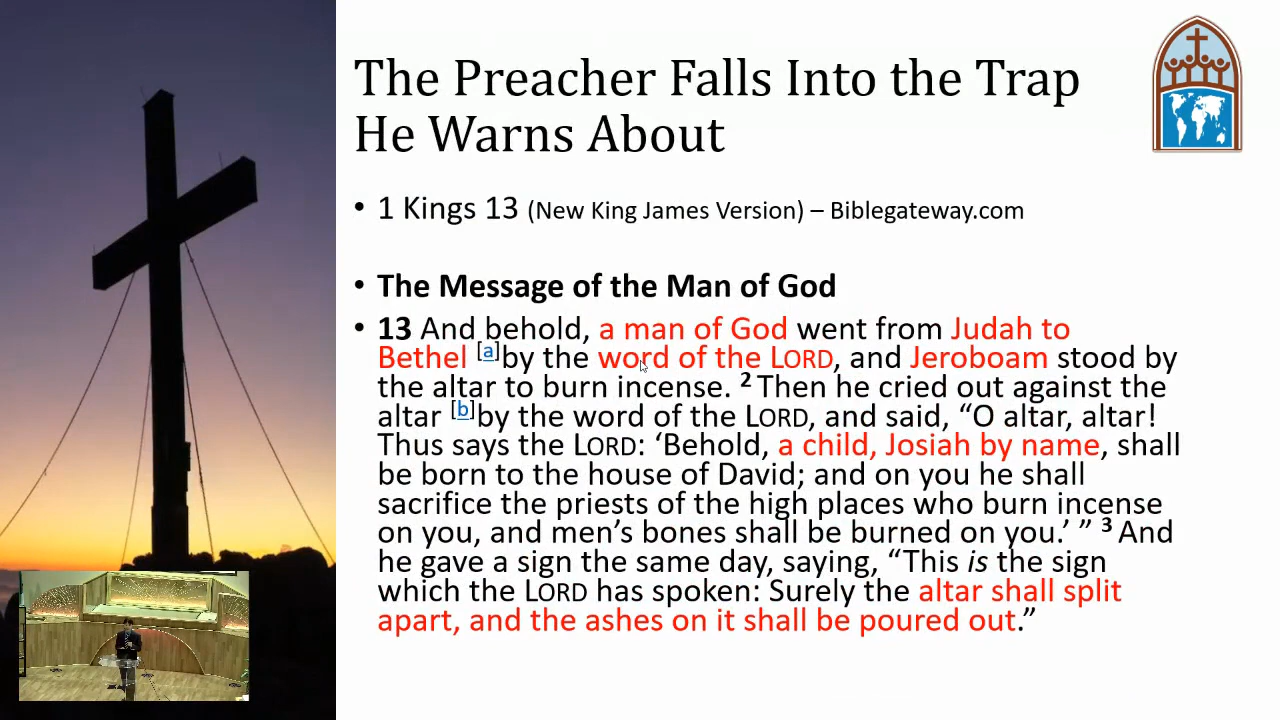 The Preacher Falls Into the Trap
He Warns About
• 1 Kings 13 (New King James Version) – Biblegateway.com
• The Message of the Man of God
• 13 And behold, a man of God went from Judah to
Bethel [a]by the word of the LORD, and Jeroboam stood by
the altar to burn incense. 2 Then he cried out against the
altar [b]by the word of the LORD, and said, “O altar, altar!
Thus says the LORD: ‘Behold, a child, Josiah by name, shall
be born to the house of David; and on you he shall
sacrifice the priests of the high places who burn incense
on you, and men’s bones shall be burned on you.’ ” 3 And
he gave a sign the same day, saying, “This is the sign
which the LORD has spoken: Surely the altar shall split
apart, and the ashes on it shall be poured out.”